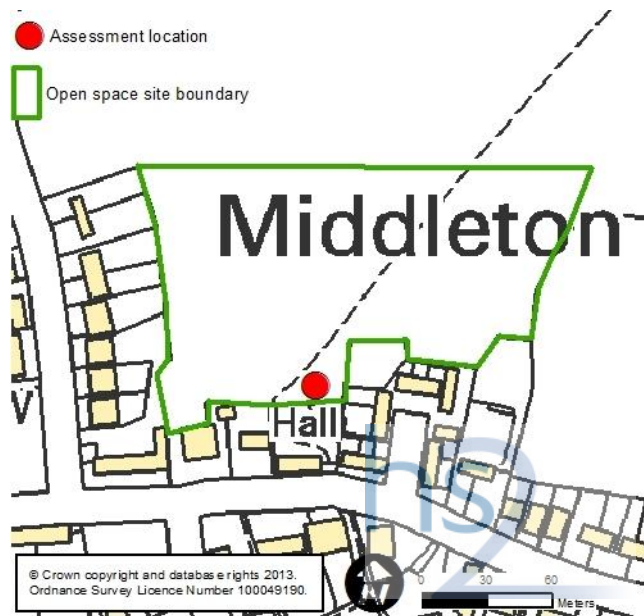 Assessment location
Open space site boundary
Middleton
Hall
hs2
© Crown copyright and database rights 2013.
Ordnance Survey Licence Number 100049190.
N
0 30 60
Meters